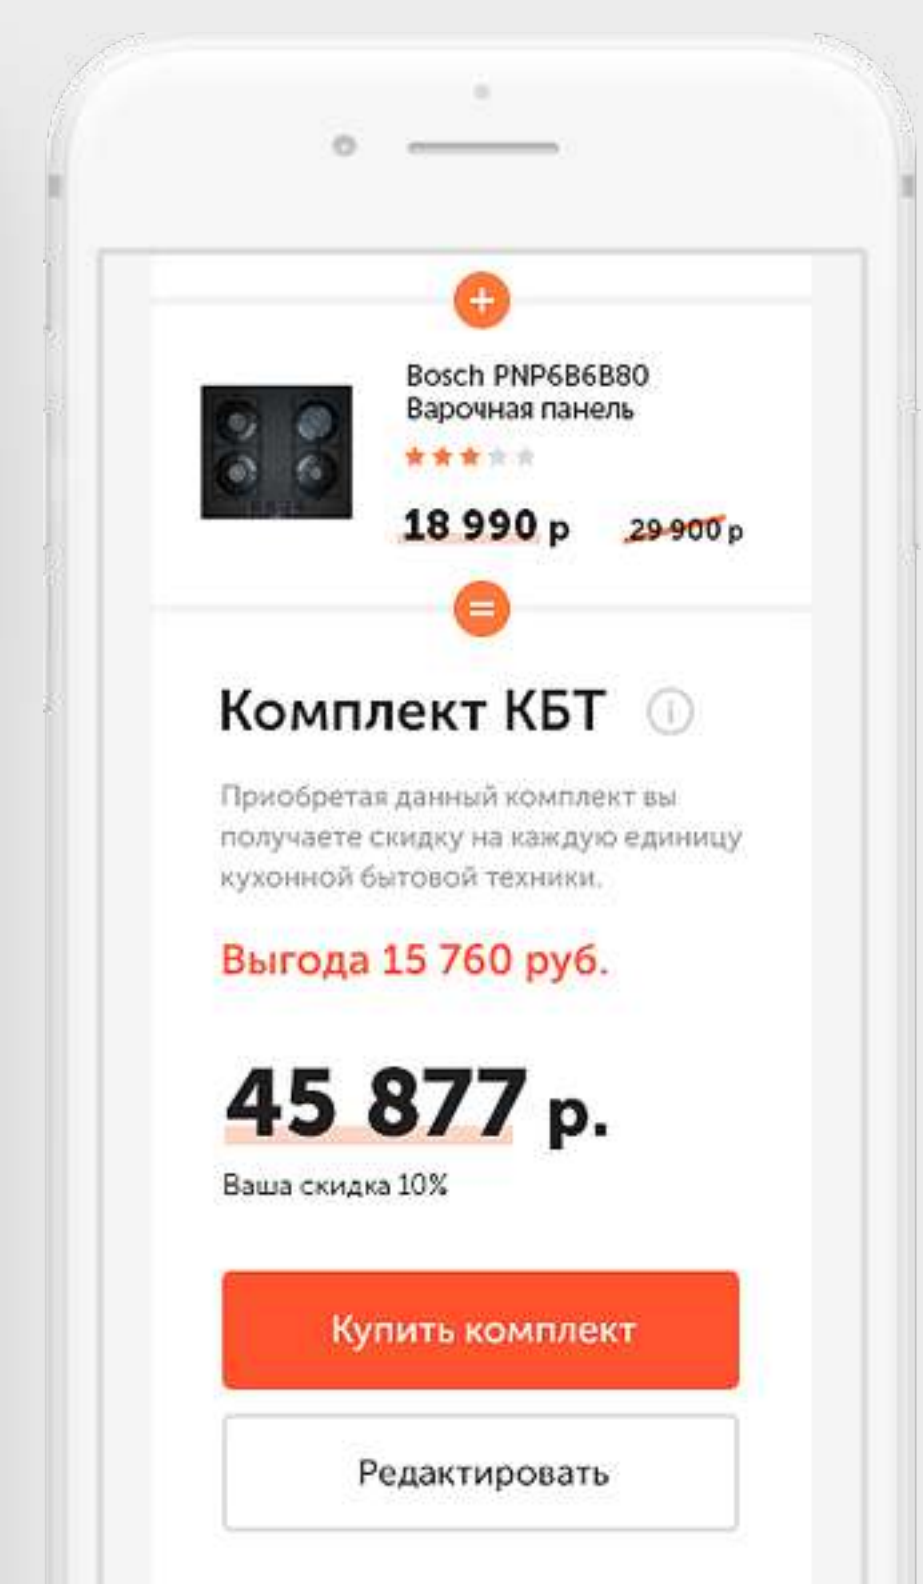 +
Bosch PNP6B6B80
Варочная панель
18 990 р 29 900 р
=
Комплект КБТ i
Приобретая данный комплект вы
получаете скидку на каждую единицу
кухонной бытовой техники.
Выгода 15 760 руб.
45 877 р.
Ваша скидка 10%
Купить комплект
Редактировать